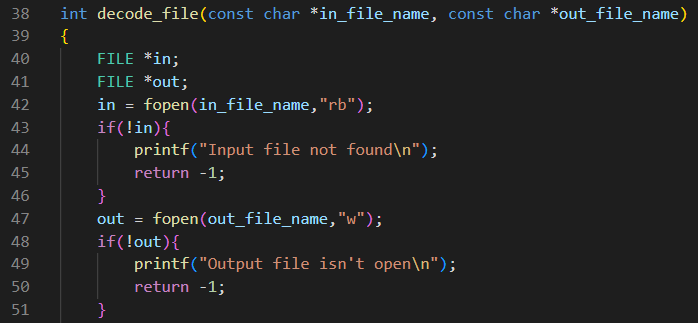 38 int decode_file(const char *in_file_name, const char *out_file_name)
39 {
40     FILE *in;
41     FILE *out;
42     in = fopen(in_file_name,"rb");
43     if(!in){
44         printf("Input file not found\n");
45         return -1;
46     }
47     out = fopen(out_file_name,"w");
48     if(!out){
49         printf("Output file isn't open\n");
50         return -1;
51     }